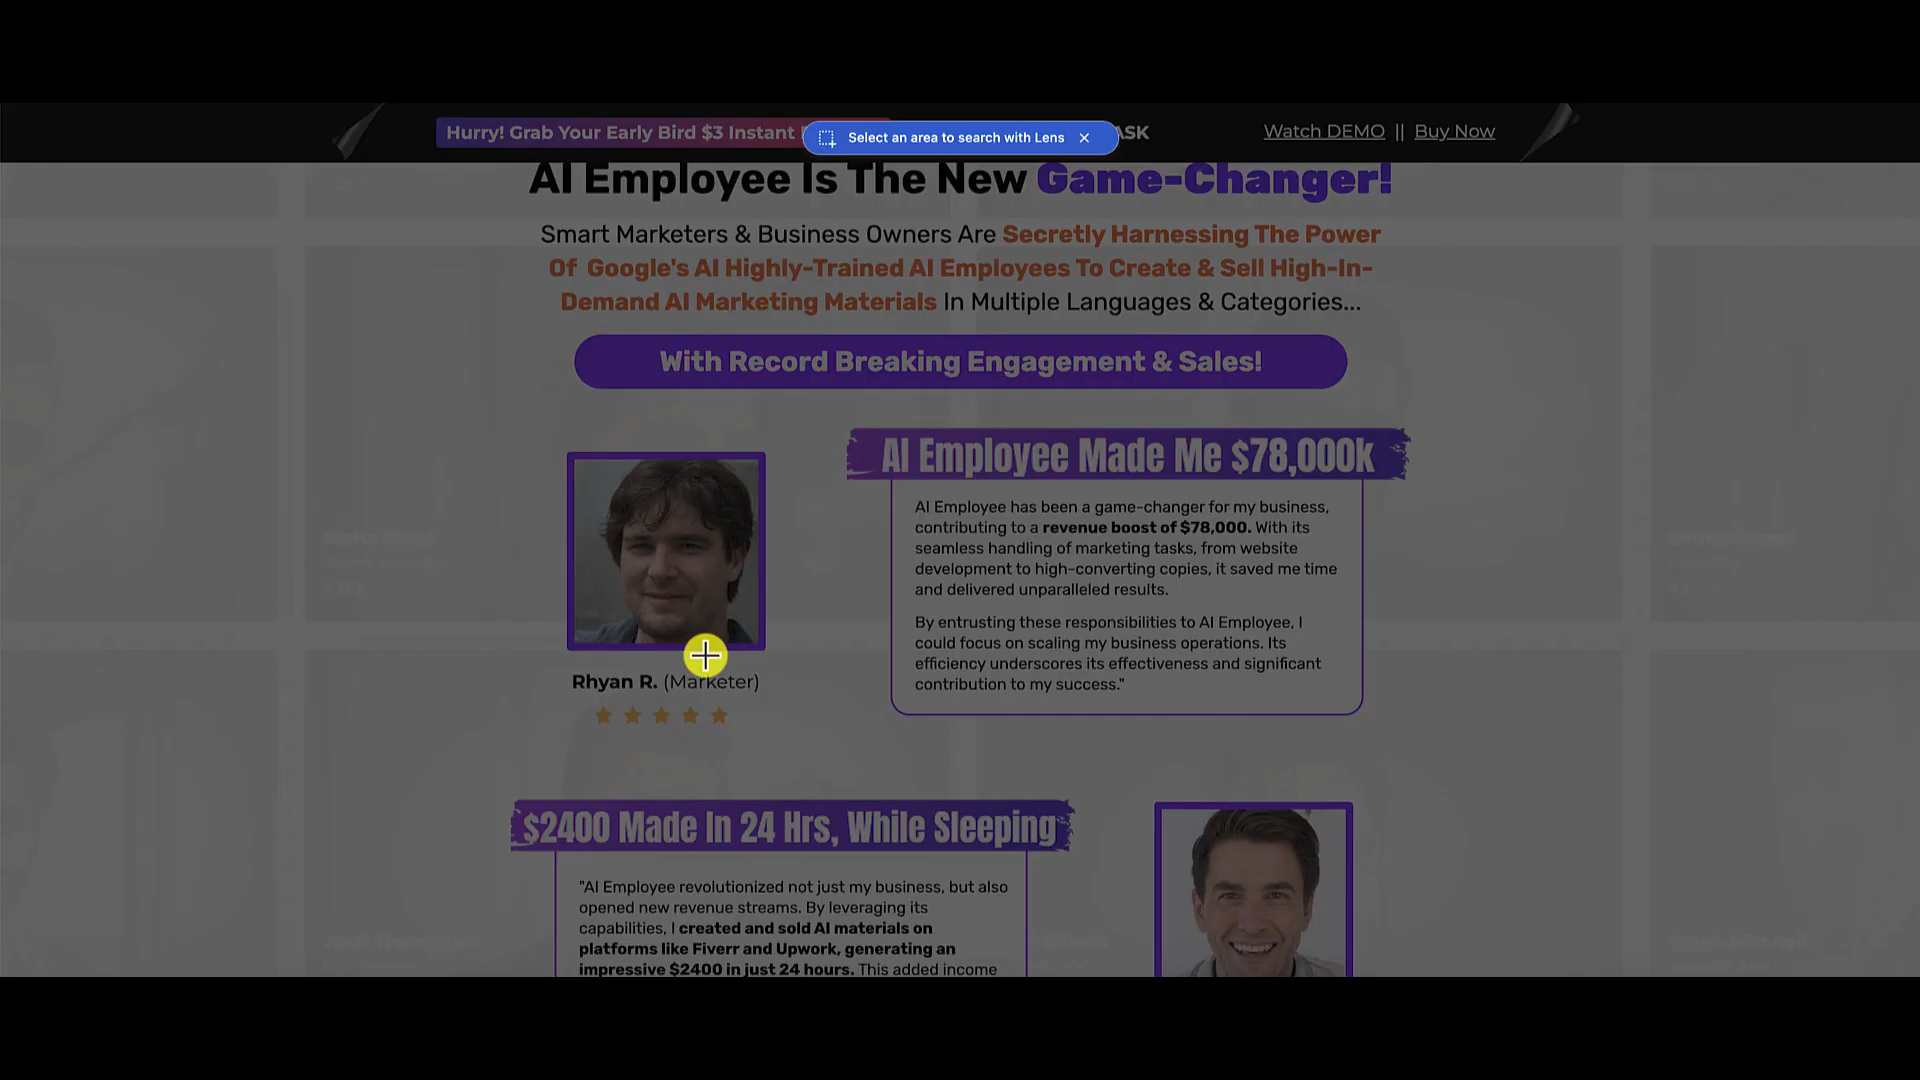 Hurry! Grab Your Early Bird $3 Instant
Select an area to search with Lens
ASK
Watch DEMO || Buy Now
AI Employee Is The New Game-Changer!
Smart Marketers & Business Owners Are Secretly Harnessing The Power
Of Google's AI Highly-Trained AI Employees To Create & Sell High-In-
Demand AI Marketing Materials In Multiple Languages & Categories...
With Record Breaking Engagement & Sales!
AI Employee Made Me $78,000k
AI Employee has been a game-changer for my business,
contributing to a revenue boost of $78,000. With its
seamless handling of marketing tasks, from website
development to high-converting copies, it saved me time
and delivered unparalleled results.
By entrusting these responsibilities to AI Employee, I
could focus on scaling my business operations. Its
efficiency underscores its effectiveness and significant
contribution to my success."
Rhyan R. (Marketer)
$2400 Made In 24 Hrs, While Sleeping
"AI Employee revolutionized not just my business, but also
opened new revenue streams. By leveraging its
capabilities, I created and sold AI materials on
platforms like Fiverr and Upwork, generating an
impressive $2400 in just 24 hours. This added income